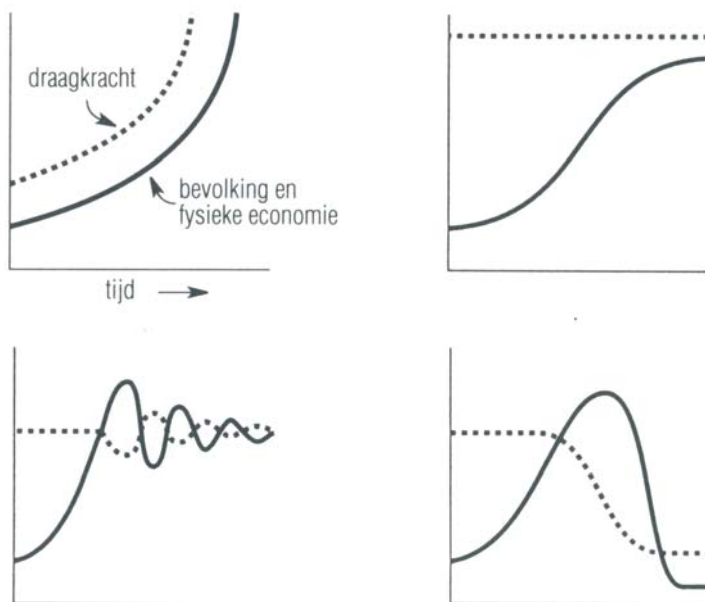 draagkracht
bevolking en
fysieke economie
tijd